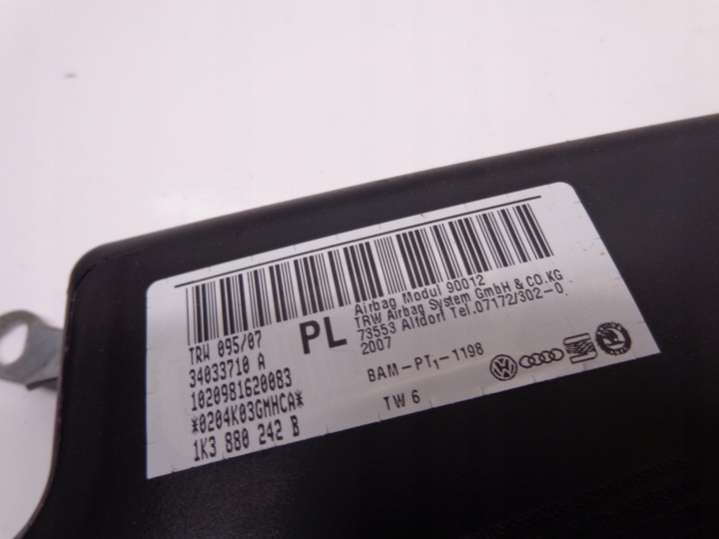 TRW 095/07
34033710 A
1020981620083
*0204K03GMHCA*
1K3 880 242 B
PL
Airbag Modul 90012
TRW Airbag System GmbH & CO.KG
73553 Alfdorf Tel.07172/302-0
2007
BAM-PT1-1198
TW 6